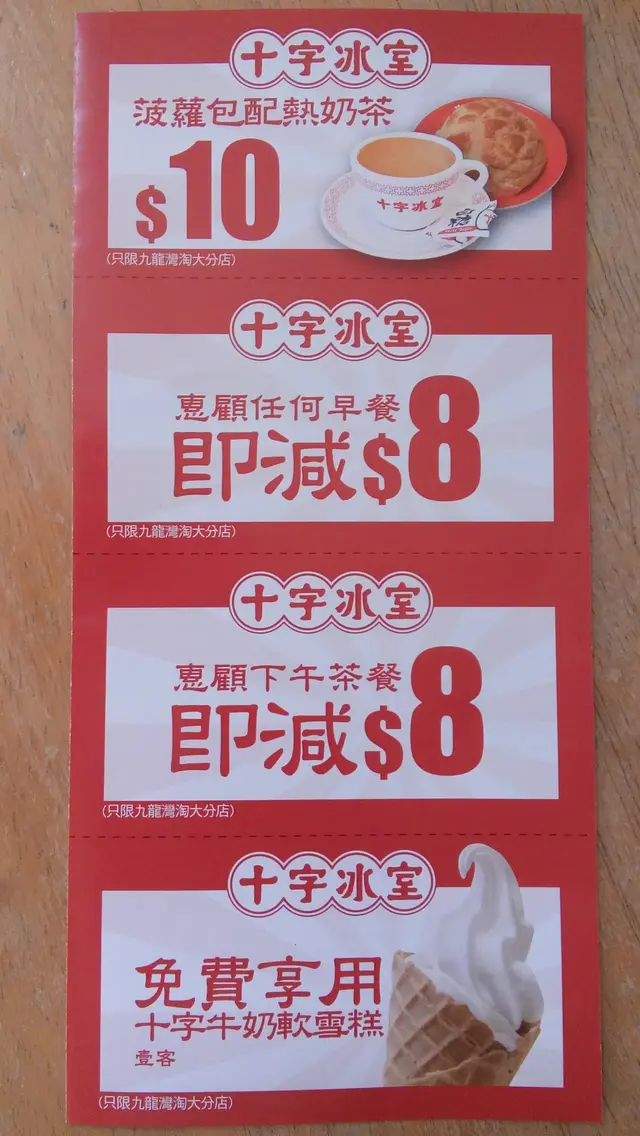 十字冰室
菠蘿包配熱奶茶
$10
十字冰室
(只限九龍灣淘大分店)
十字冰室
惠顧任何早餐
即減$8
(只限九龍灣淘大分店)
十字冰室
惠顧下午茶餐
即減$8
(只限九龍灣淘大分店)
十字冰室
免費享用
十字牛奶軟雪糕
壹客
(只限九龍灣淘大分店)